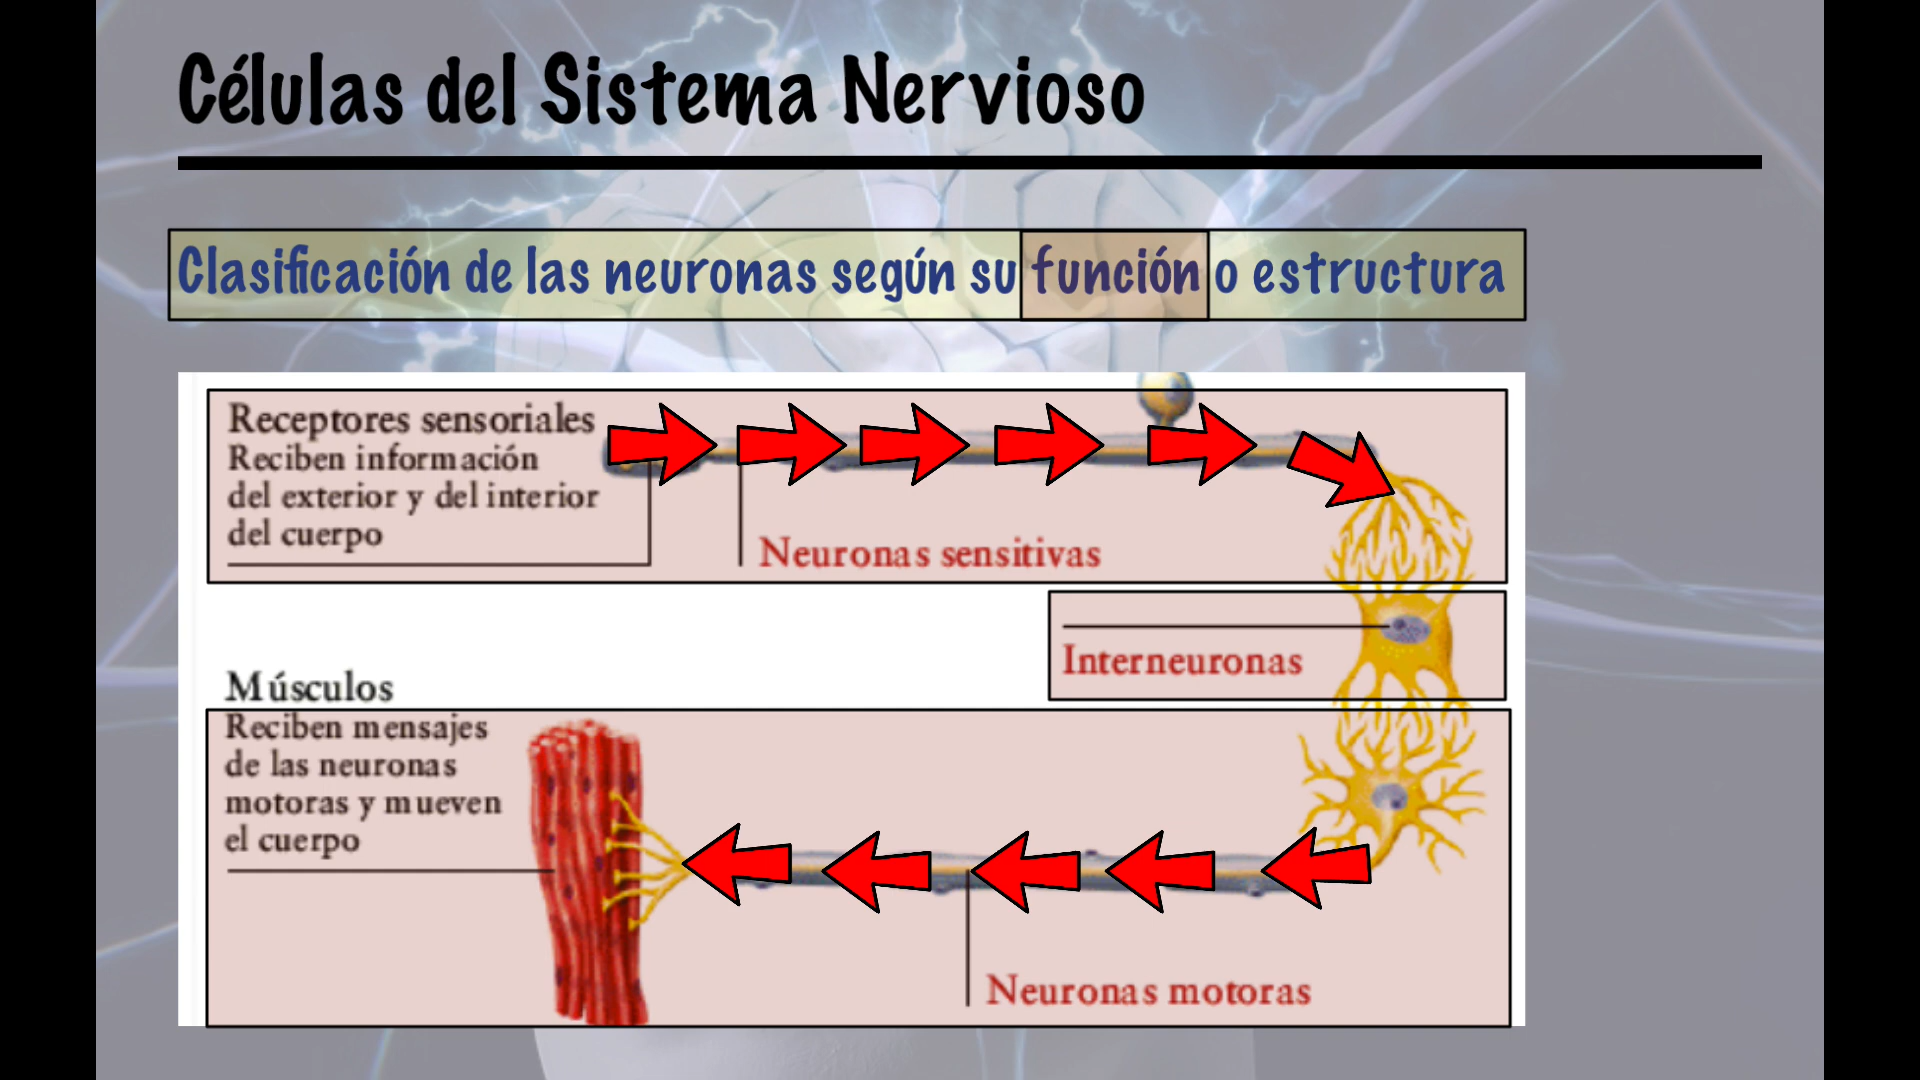 Células del Sistema Nervioso
Clasificación de las neuronas según su función o estructura
Receptores sensoriales
Reciben información
del exterior y del interior
del cuerpo
Neuronas sensitivas
Interneuronas
Músculos
Reciben mensajes
de las neuronas
motoras y mueven
el cuerpo
Neuronas motoras